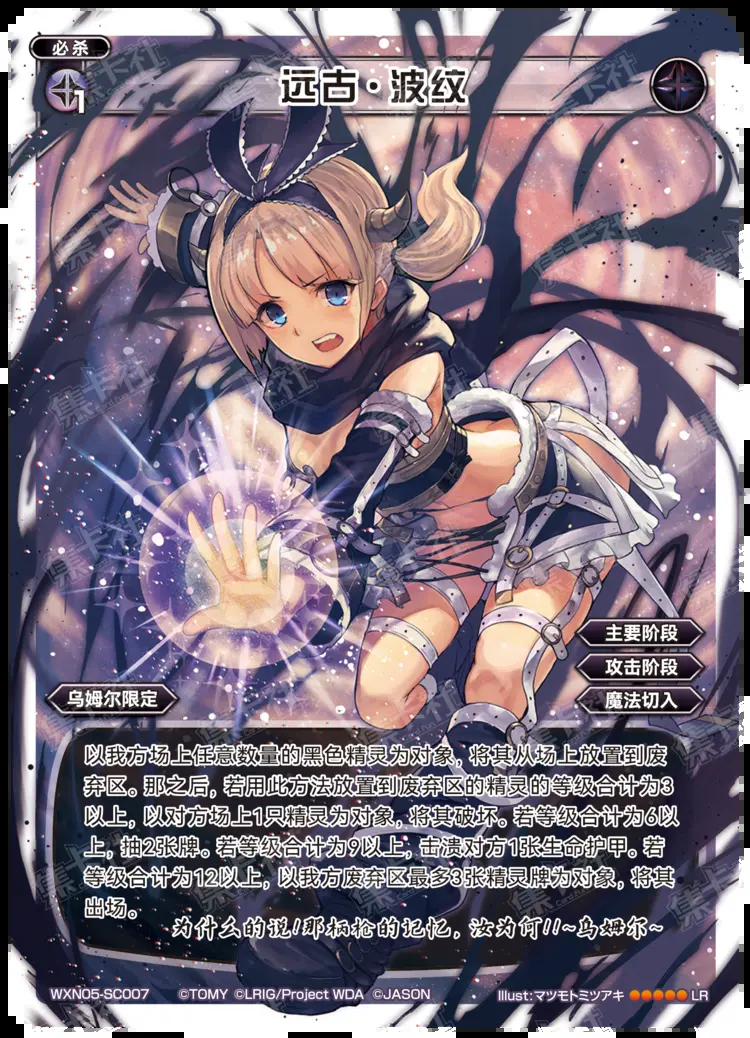 必杀
1
远古·波纹
主要阶段
攻击阶段
乌姆尔限定
魔法切入
以我方场上任意数量的黑色精灵为对象，将其从场上放置到废
弃区。那之后，若用此方法放置到废弃区的精灵的等级合计为3
以上，以对方场上1只精灵为对象，将其破坏。若等级合计为6以
上，抽2张牌。若等级合计为9以上，击溃对方1张生命护甲。若
等级合计为12以上，以我方废弃区最多3张精灵牌为对象，将其
出场。
为什么的说！那柄枪的记忆，汝为何！！~乌姆尔~
WXN05-SC007 ©TOMY ©LRIG/Project WDA ©JASON Illust:マツモトミツアキ LR
集卡社